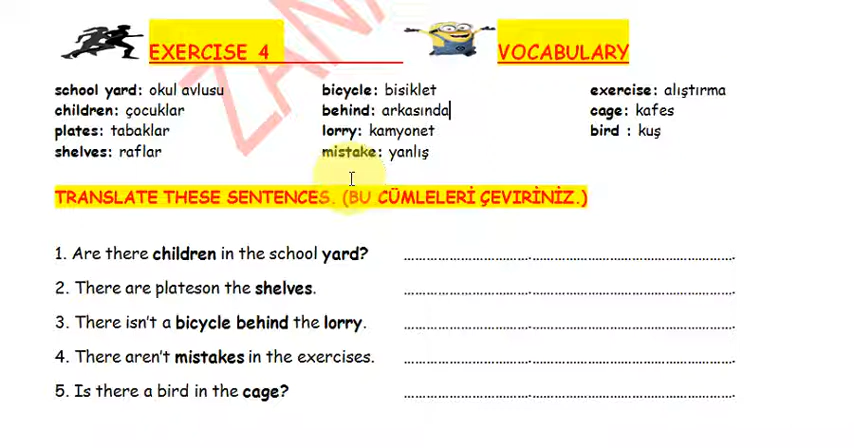 EXERCISE 4 VOCABULARY
school yard: okul avlusu bicycle: bisiklet exercise: alıştırma
children: çocuklar behind: arkasında cage: kafes
plates: tabaklar lorry: kamyonet bird : kuş
shelves: raflar mistake: yanlış
TRANSLATE THESE SENTENCES. (BU CÜMLELERİ ÇEVİRİNİZ.)
1. Are there children in the school yard?
2. There are plateson the shelves.
3. There isn't a bicycle behind the lorry.
4. There aren't mistakes in the exercises.
5. Is there a bird in the cage?
ZAN